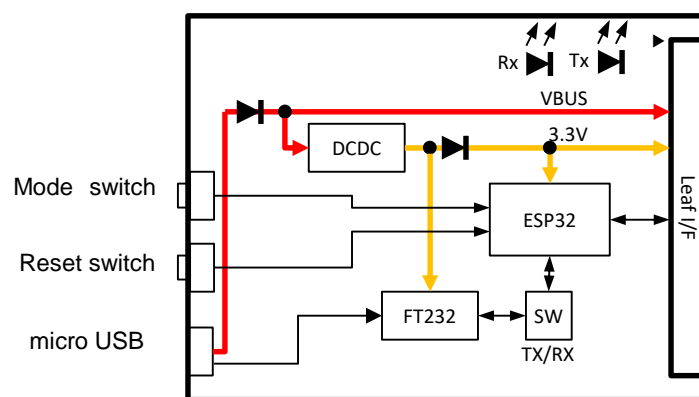 Rx
Tx
VBUS
DCDC
3.3V
Mode switch
ESP32
Leaf I/F
Reset switch
FT232
SW
micro USB
TX/RX